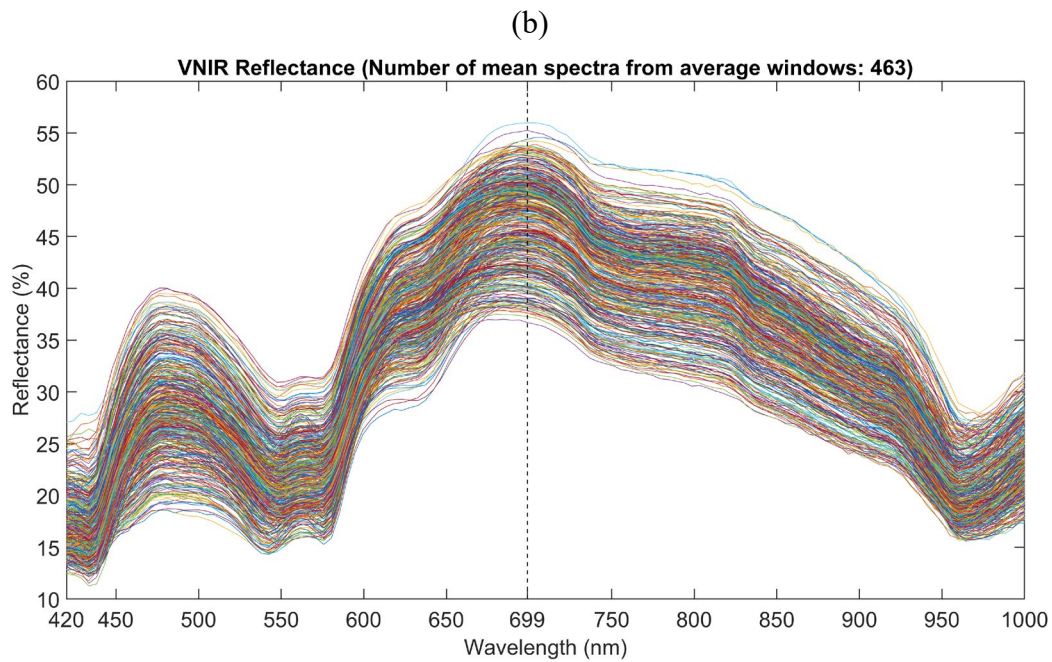 (b)
VNIR Reflectance (Number of mean spectra from average windows: 463)
60
55
50
45
40
35
30
25
20
15
10
Reflectance (%)
420 450 500 550 600 650 699 750 800 850 900 950 1000
Wavelength (nm)